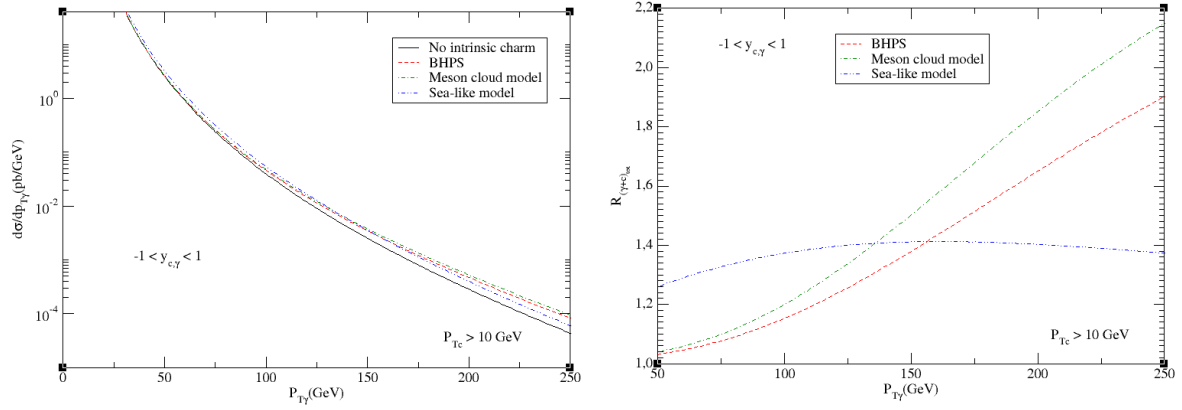 No intrinsic charm
BHPS
Meson cloud model
Sea-like model
10^0
10^-2
10^-4
dσ/dp_Tγ(pb/GeV)
-1 < y_c,γ < 1
P_Tc > 10 GeV
0 50 100 150 200 250
P_Tγ(GeV)
2,2
2,0
1,8
1,6
1,4
1,2
1,0
R_(γ+c)_tot
-1 < y_c,γ < 1
BHPS
Meson cloud model
Sea-like model
P_Tc > 10 GeV
50 100 150 200 250
P_Tγ(GeV)